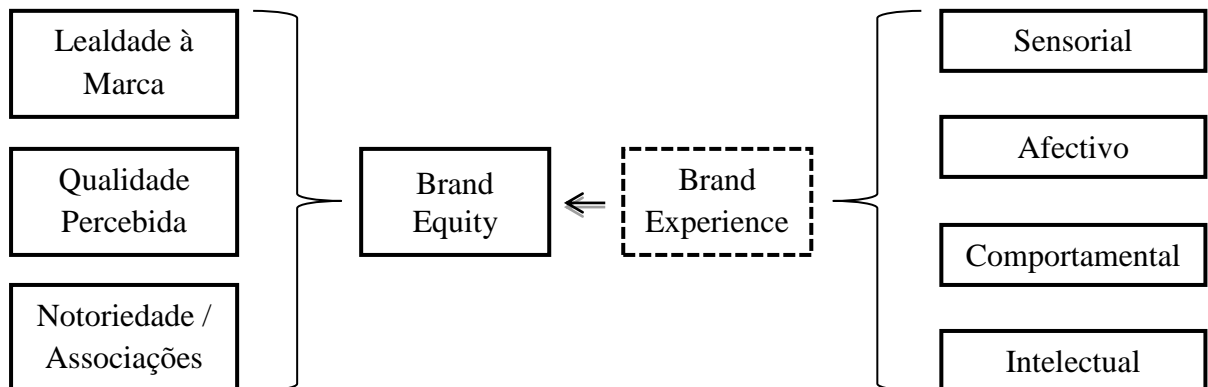 Lealdade à
Marca
Qualidade
Percebida
Notoriedade /
Associações
Brand
Equity
Brand
Experience
Sensorial
Afectivo
Comportamental
Intelectual